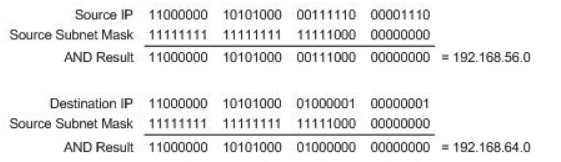 Source IP 11000000 10101000 00111110 00001110
Source Subnet Mask 11111111 11111111 11111000 00000000
AND Result 11000000 10101000 00111000 00000000 = 192.168.56.0
Destination IP 11000000 10101000 01000001 00000001
Source Subnet Mask 11111111 11111111 11111000 00000000
AND Result 11000000 10101000 01000000 00000000 = 192.168.64.0